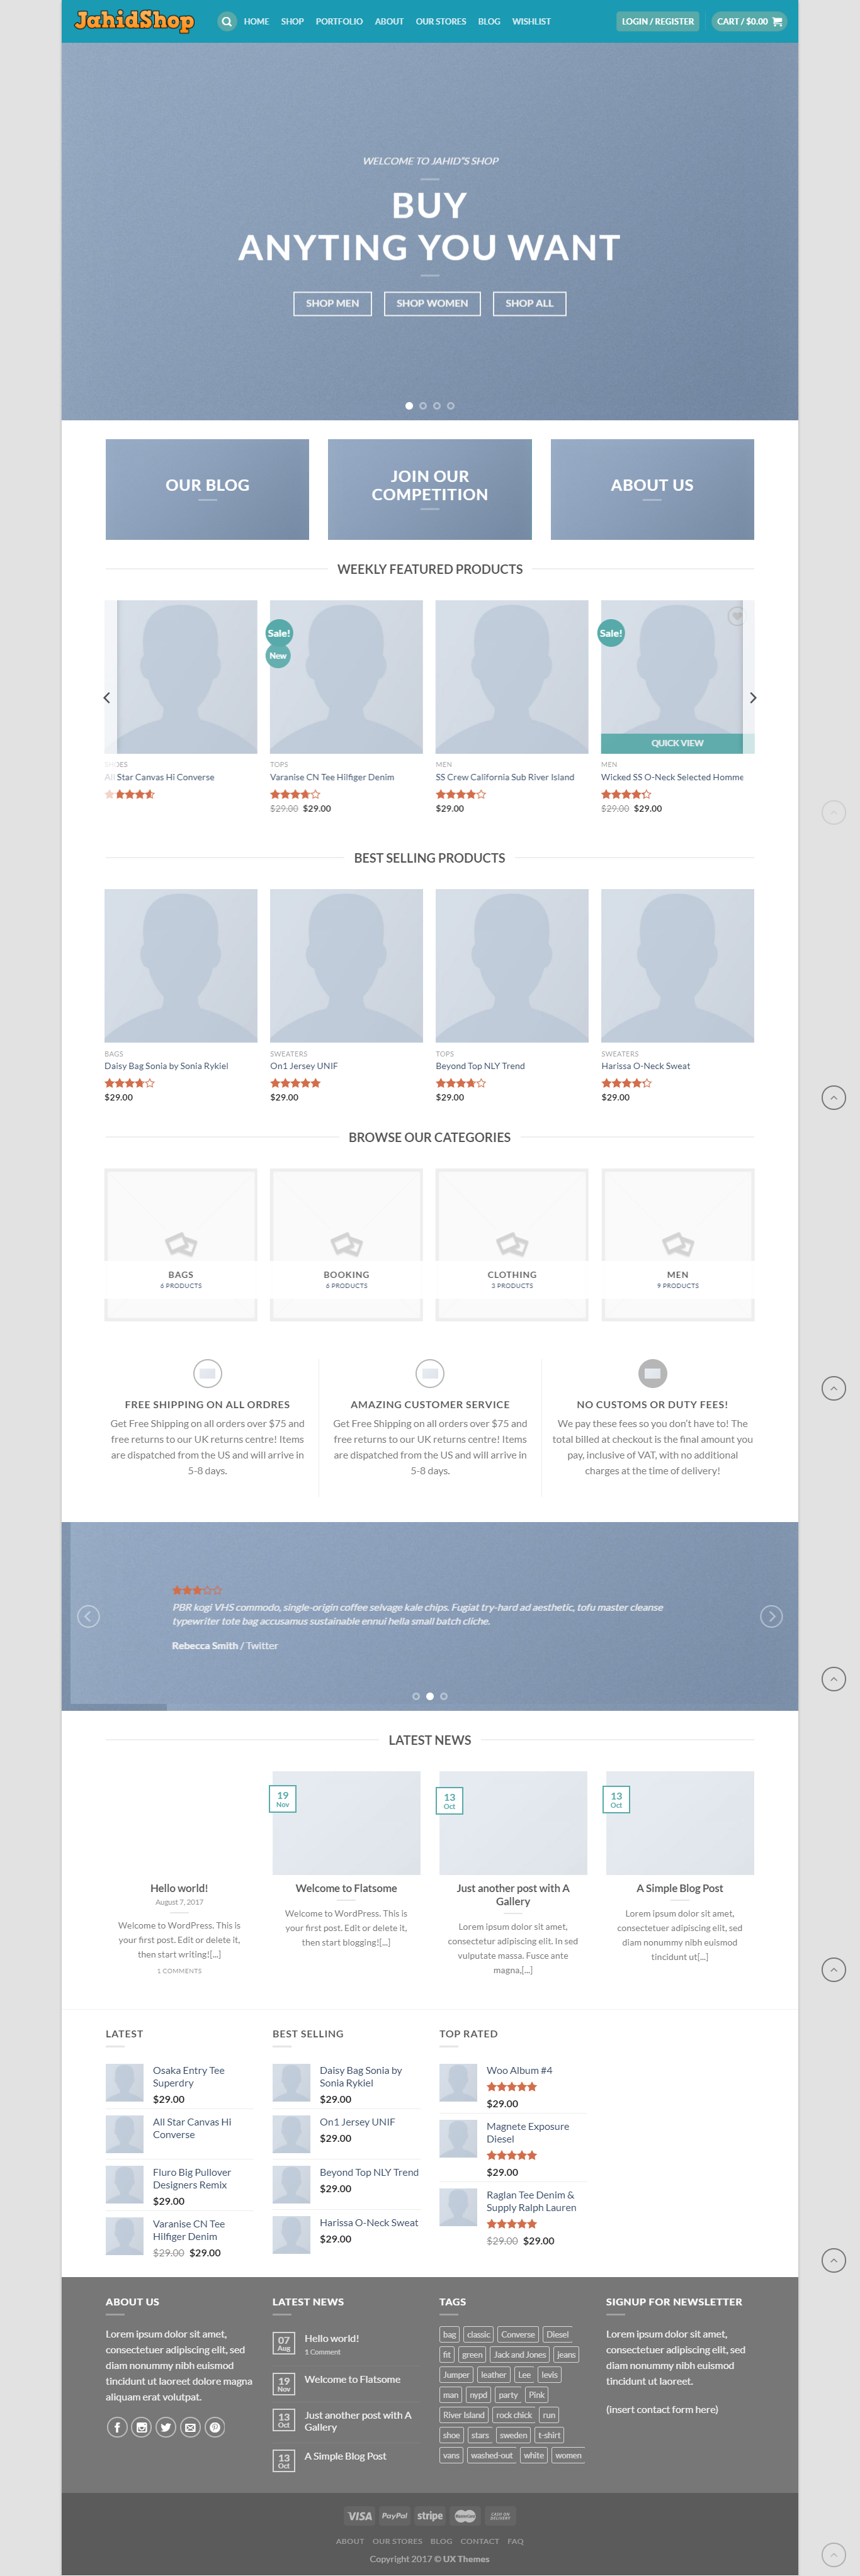 JahidShop
HOME SHOP PORTFOLIO ABOUT OUR STORES BLOG WISHLIST
LOGIN / REGISTER
CART / $0.00
WELCOME TO JAHID"S SHOP
BUY
ANYTING YOU WANT
SHOP MEN
SHOP WOMEN
SHOP ALL
OUR BLOG
JOIN OUR
COMPETITION
ABOUT US
WEEKLY FEATURED PRODUCTS
SHOES
All Star Canvas Hi Converse
Sale!
New
TOPS
Varanise CN Tee Hilfiger Denim
$29.00 $29.00
MEN
SS Crew California Sub River Island
$29.00
Sale!
QUICK VIEW
MEN
Wicked SS O-Neck Selected Homme
$29.00 $29.00
BEST SELLING PRODUCTS
BAGS
Daisy Bag Sonia by Sonia Rykiel
$29.00
SWEATERS
On1 Jersey UNIF
$29.00
TOPS
Beyond Top NLY Trend
$29.00
SWEATERS
Harissa O-Neck Sweat
$29.00
BROWSE OUR CATEGORIES
BAGS
6 PRODUCTS
BOOKING
6 PRODUCTS
CLOTHING
3 PRODUCTS
MEN
9 PRODUCTS
FREE SHIPPING ON ALL ORDRES
Get Free Shipping on all orders over $75 and
free returns to our UK returns centre! Items
are dispatched from the US and will arrive in
5-8 days.
AMAZING CUSTOMER SERVICE
Get Free Shipping on all orders over $75 and
free returns to our UK returns centre! Items
are dispatched from the US and will arrive in
5-8 days.
NO CUSTOMS OR DUTY FEES!
We pay these fees so you don't have to! The
total billed at checkout is the final amount you
pay, inclusive of VAT, with no additional
charges at the time of delivery!
PBR kogi VHS commodo, single-origin coffee selvage kale chips. Fugiat try-hard ad aesthetic, tofu master cleanse
typewriter tote bag accusamus sustainable ennui hella small batch cliche.
Rebecca Smith / Twitter
LATEST NEWS
Hello world!
August 7, 2017
Welcome to WordPress. This is
your first post. Edit or delete it,
then start writing![...]
1 COMMENTS
19
Nov
Welcome to Flatsome
Welcome to WordPress. This is
your first post. Edit or delete it,
then start blogging![...]
13
Oct
Just another post with A
Gallery
Lorem ipsum dolor sit amet,
consectetur adipiscing elit. In sed
vulputate massa. Fusce ante
magna,[...]
13
Oct
A Simple Blog Post
Lorem ipsum dolor sit amet,
consectetuer adipiscing elit, sed
diam nonummy nibh euismod
tincidunt ut[...]
LATEST
Osaka Entry Tee
Superdry
$29.00
All Star Canvas Hi
Converse
Fluro Big Pullover
Designers Remix
$29.00
Varanise CN Tee
Hilfiger Denim
$29.00 $29.00
BEST SELLING
Daisy Bag Sonia by
Sonia Rykiel
$29.00
On1 Jersey UNIF
$29.00
Beyond Top NLY Trend
$29.00
Harissa O-Neck Sweat
$29.00
TOP RATED
Woo Album #4
$29.00
Magnete Exposure
Diesel
$29.00
Raglan Tee Denim &
Supply Ralph Lauren
$29.00 $29.00
ABOUT US
Lorem ipsum dolor sit amet,
consectetuer adipiscing elit, sed
diam nonummy nibh euismod
tincidunt ut laoreet dolore magna
aliquam erat volutpat.
LATEST NEWS
07
Aug
Hello world!
1 Comment
19
Nov
Welcome to Flatsome
13
Oct
Just another post with A
Gallery
13
Oct
A Simple Blog Post
TAGS
bag classic Converse Diesel
fit green Jack and Jones jeans
Jumper leather Lee levis
man nypd party Pink
River Island rock chick run
shoe stars sweden t-shirt
vans washed-out white women
SIGNUP FOR NEWSLETTER
Lorem ipsum dolor sit amet,
consectetuer adipiscing elit, sed
diam nonummy nibh euismod
tincidunt ut laoreet.
(insert contact form here)
VISA PayPal stripe MasterCard CASH ON DELIVERY
ABOUT OUR STORES BLOG CONTACT FAQ
Copyright 2017 © UX Themes